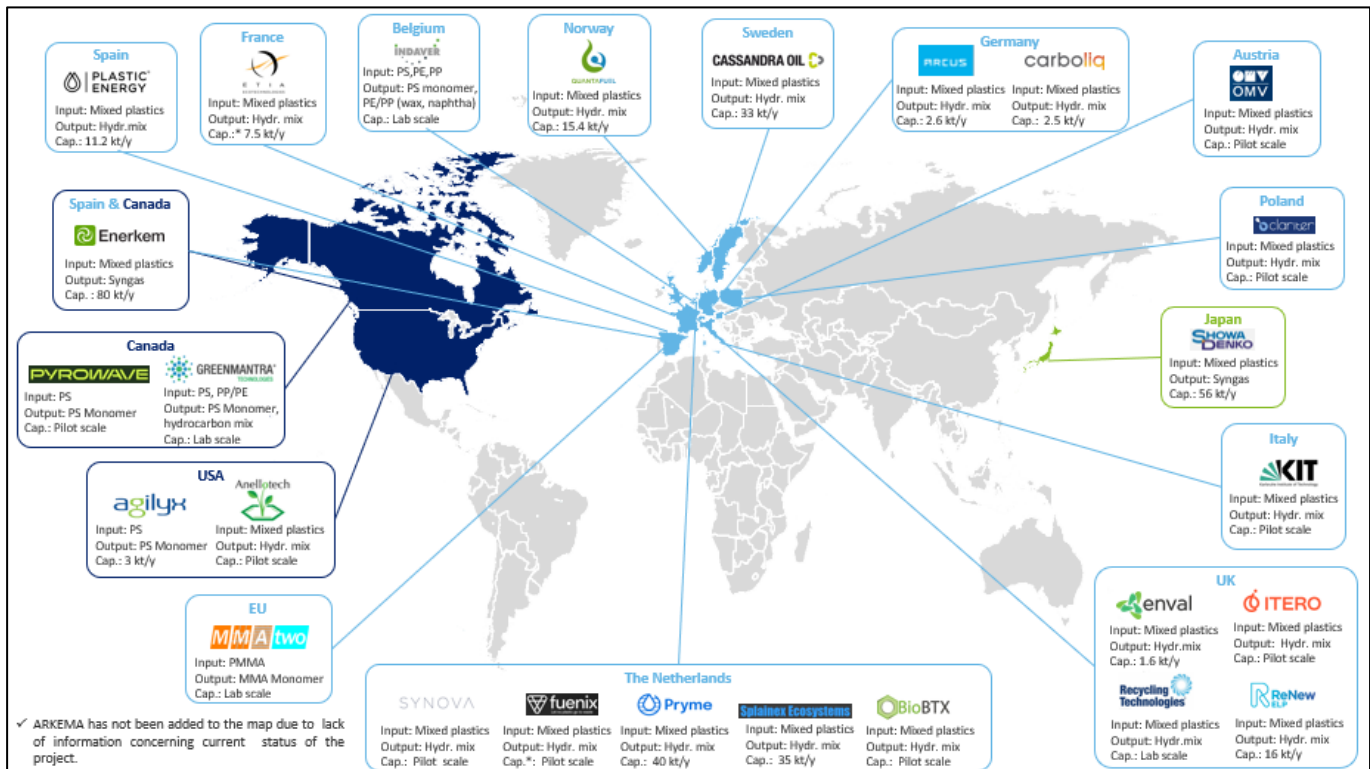 Spain
PLASTIC ENERGY
Input: Mixed plastics
Output: Hydr.mix
Cap.: 11.2 kt/y
France
ETIA
Input: Mixed plastics
Output: Hydr. mix
Cap.:* 7.5 kt/y
Belgium
INDAVER
Input: PS,PE,PP
Output: PS monomer,
PE/PP (wax, naphtha)
Cap.: Lab scale
Norway
QUANTAFUEL
Input: Mixed plastics
Output: Hydr. mix
Cap.: 15.4 kt/y
Sweden
CASSANDRA OIL
Input: Mixed plastics
Output: Hydr. mix
Cap.: 33 kt/y
Germany
ARCUS
Input: Mixed plastics
Output: Hydr. mix
Cap.: 2.6 kt/y
carboliq
Input: Mixed plastics
Output: Hydr. mix
Cap.: 2.5 kt/y
Austria
OMV
OMV
Input: Mixed plastics
Output: Hydr. mix
Cap.: Pilot scale
Spain & Canada
Enerkem
Input: Mixed plastics
Output: Syngas
Cap. : 80 kt/y
Poland
clariter
Input: Mixed plastics
Output: Hydr. mix
Cap.: Pilot scale
Canada
PYROWAVE
Input: PS
Output: PS Monomer
Cap.: Pilot scale
GREENMANTRA
TECHNOLOGIES
Input: PS, PP/PE
Output: PS Monomer,
hydrocarbon mix
Cap.: Lab scale
Japan
SHOWA
DENKO
Input: Mixed plastics
Output: Syngas
Cap.: 56 kt/y
USA
agilyx
Input: PS
Output: PS Monomer
Cap.: 3 kt/y
Anellotech
Input: Mixed plastics
Output: Hydr. mix
Cap.: Pilot scale
Italy
KIT
Karlsruhe Institute of Technology
Input: Mixed plastics
Output: Hydr. mix
Cap.: Pilot scale
EU
MMAtwo
Input: PMMA
Output: MMA Monomer
Cap.: Lab scale
The Netherlands
SYNOVA
Input: Mixed plastics
Output: Hydr. mix
Cap.: Pilot scale
fuenix
Input: Mixed plastics
Output: Hydr. mix
Cap.*: Pilot scale
Pryme
Input: Mixed plastics
Output: Hydr. mix
Cap.: 40 kt/y
Splainex Ecosystems
Input: Mixed plastics
Output: Hydr. mix
Cap.: 35 kt/y
BioBTX
Input: Mixed plastics
Output: Hydr. mix
Cap.: Pilot scale
UK
enval
Input: Mixed plastics
Output: Hydr.mix
Cap.: 1.6 kt/y
ITERO
Input: Mixed plastics
Output: Hydr. mix
Cap.: Pilot scale
Recycling
Technologies
Input: Mixed plastics
Output: Hydr.mix
Cap.: Lab scale
ReNew
ELP
Input: Mixed plastics
Output: Hydr. mix
Cap.: 16 kt/y
✓ ARKEMA has not been added to the map due to lack
of information concerning current status of the
project.